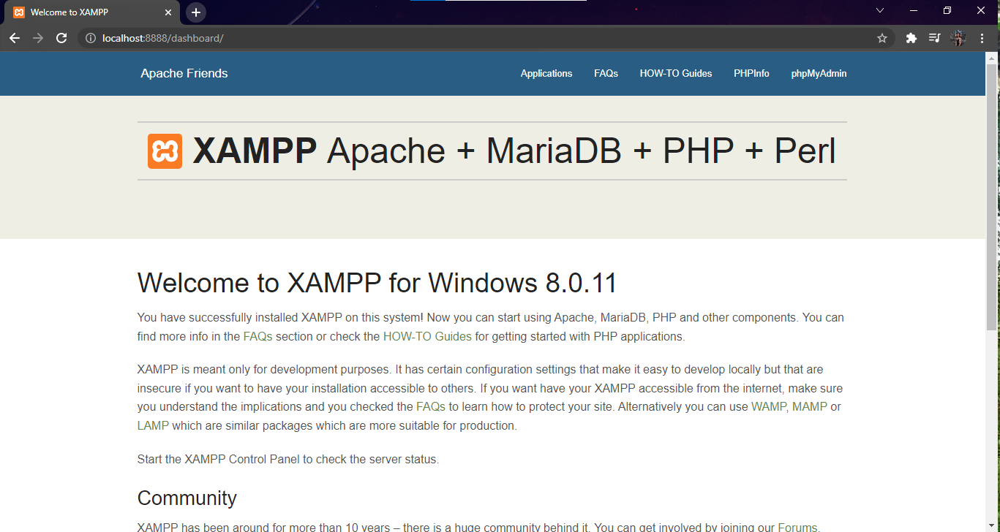 Welcome to XAMPP
localhost:8888/dashboard/
Apache Friends
Applications FAQs HOW-TO Guides PHPInfo phpMyAdmin
XAMPP Apache + MariaDB + PHP + Perl
Welcome to XAMPP for Windows 8.0.11
You have successfully installed XAMPP on this system! Now you can start using Apache, MariaDB, PHP and other components. You can
find more info in the FAQs section or check the HOW-TO Guides for getting started with PHP applications.
XAMPP is meant only for development purposes. It has certain configuration settings that make it easy to develop locally but that are
insecure if you want to have your installation accessible to others. If you want have your XAMPP accessible from the internet, make sure
you understand the implications and you checked the FAQs to learn how to protect your site. Alternatively you can use WAMP, MAMP or
LAMP which are similar packages which are more suitable for production.
Start the XAMPP Control Panel to check the server status.
Community
XAMPP has been around for more than 10 years – there is a huge community behind it. You can get involved by joining our Forums.